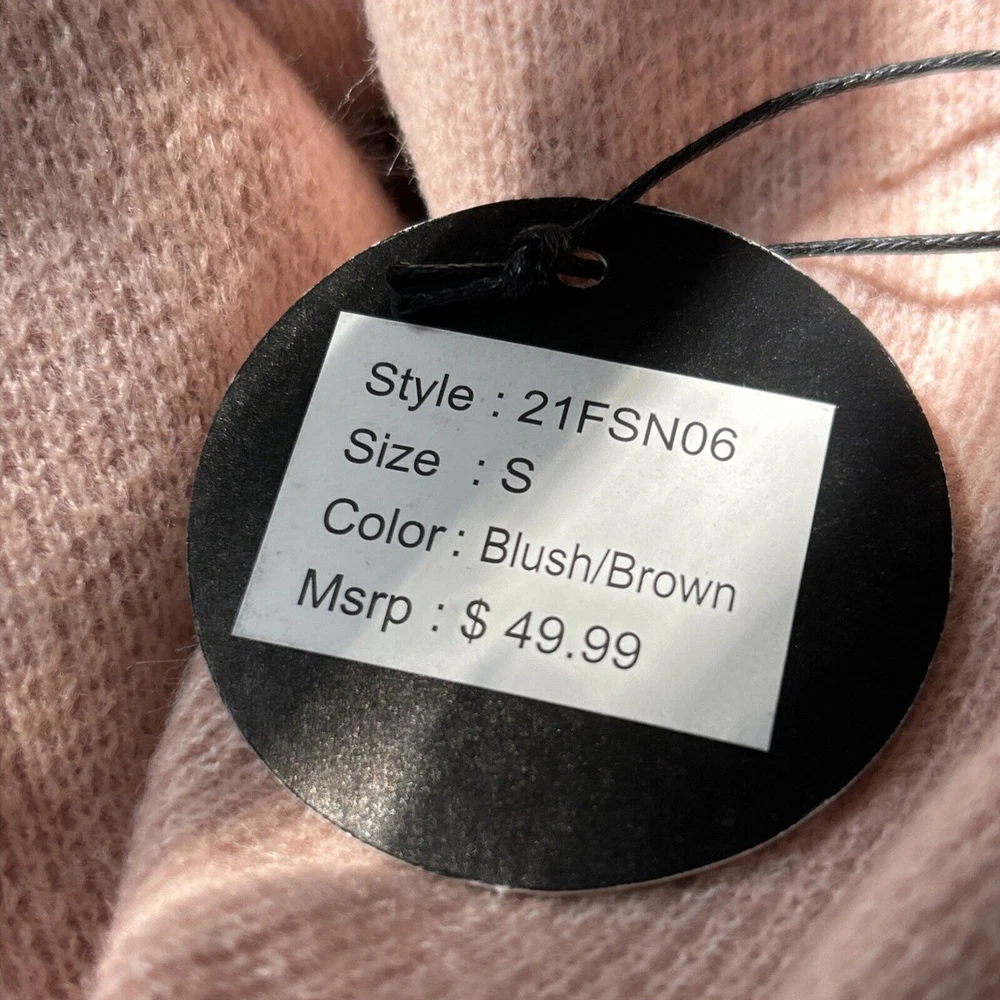 Style : 21FSN06
Size : S
Color : Blush/Brown
Msrp : $ 49.99